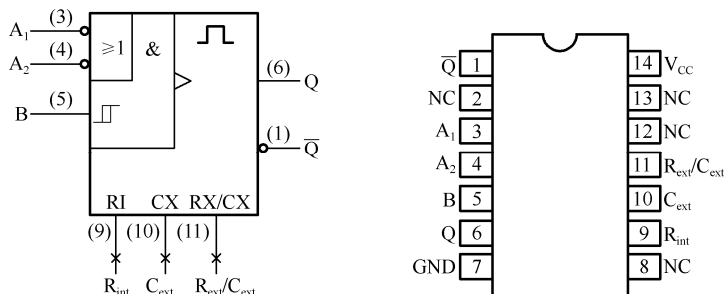 A₁ (3) ≥1 &
A₂ (4)
B (5)
(6) Q
(1) Q̅
RI CX RX/CX
(9) (10) (11)
Rint Cext Rext/Cext
Q̅ 1 14 VCC
NC 2 13 NC
A₁ 3 12 NC
A₂ 4 11 Rext/Cext
B 5 10 Cext
Q 6 9 Rint
GND 7 8 NC